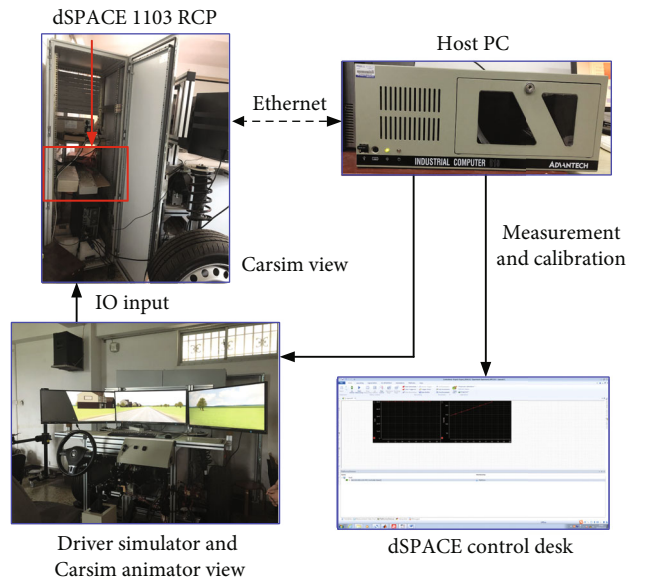 dSPACE 1103 RCP
Host PC
Ethernet
INDUSTRIAL COMPUTER 610
ADVANTECH
Carsim view
Measurement
and calibration
IO input
Driver simulator and
Carsim animator view
dSPACE control desk